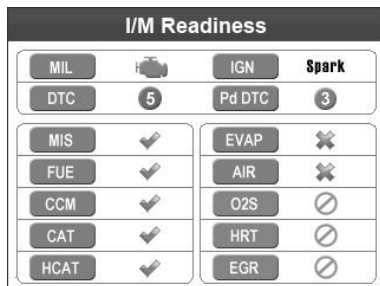 I/M Readiness
MIL IGN Spark
DTC 5 Pd DTC 3
MIS EVAP
FUE AIR
CCM O2S
CAT HRT
HCAT EGR